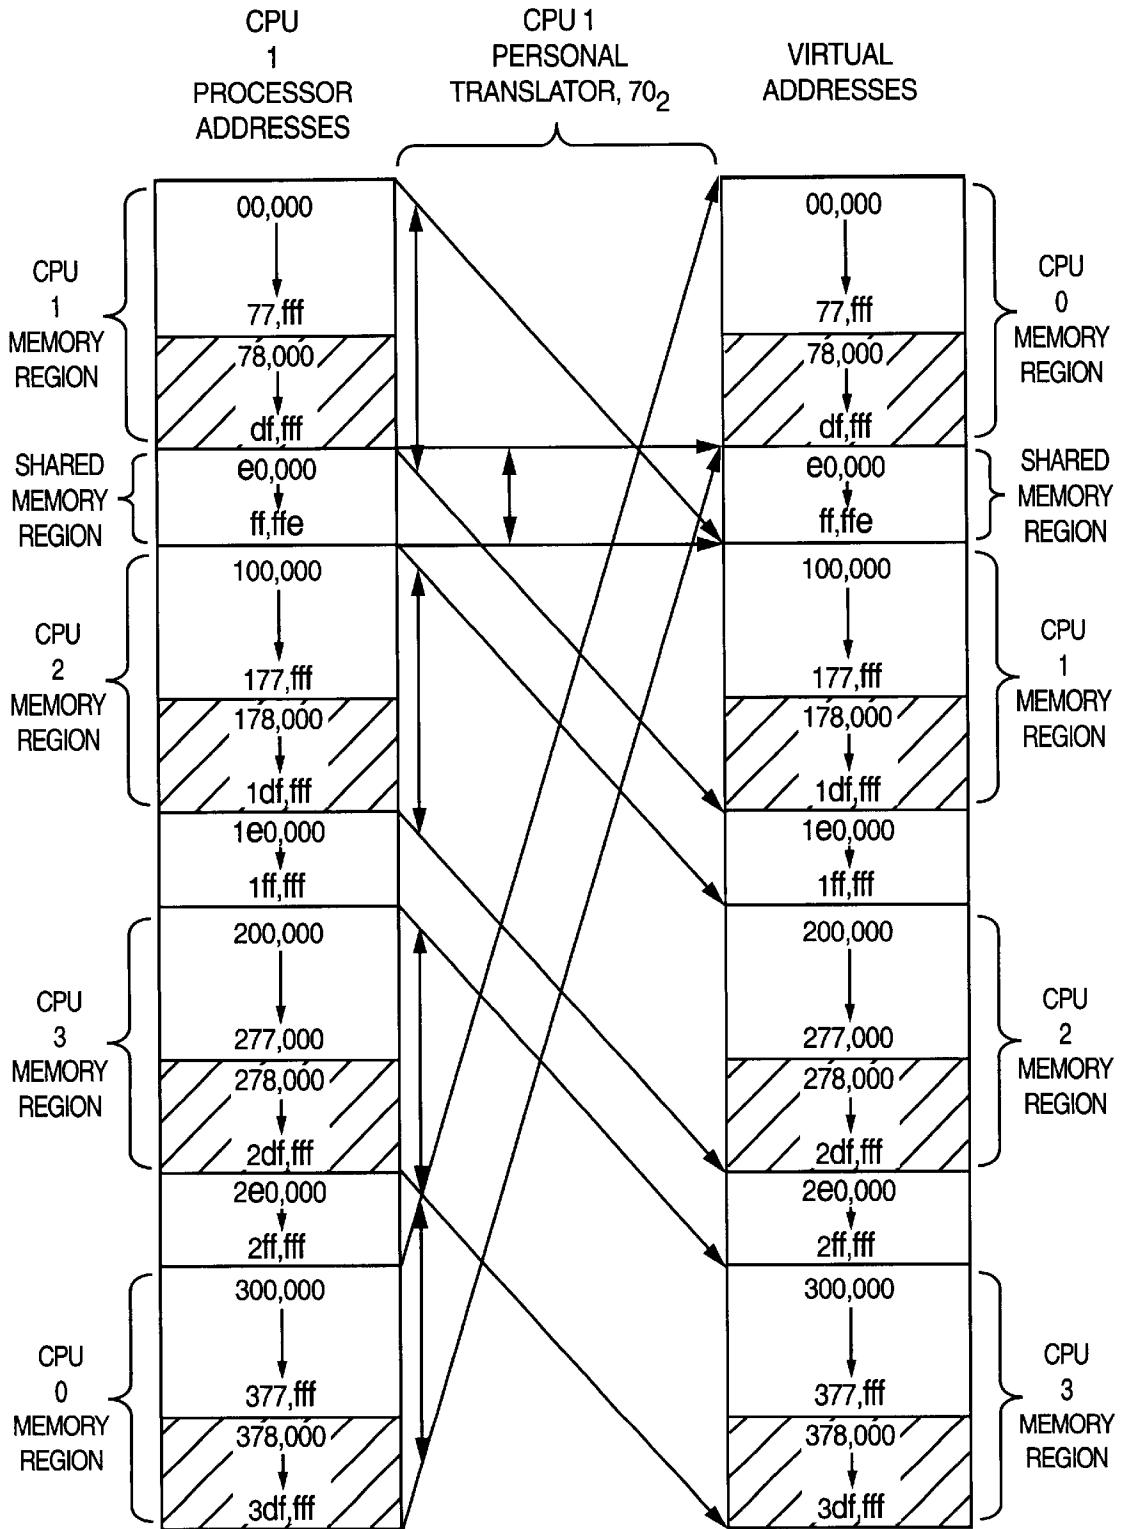 CPU
1
PROCESSOR
ADDRESSES
CPU 1
PERSONAL
TRANSLATOR, 70₂
VIRTUAL
ADDRESSES
CPU
1
MEMORY
REGION
00,000
77,fff
78,000
df,fff
SHARED
MEMORY
REGION
e0,000
ff,ffe
CPU
2
MEMORY
REGION
100,000
177,fff
178,000
1df,fff
1e0,000
1ff,fff
CPU
3
MEMORY
REGION
200,000
277,000
278,000
2df,fff
2e0,000
2ff,fff
CPU
0
MEMORY
REGION
300,000
377,fff
378,000
3df,fff
00,000
77,fff
78,000
df,fff
CPU
0
MEMORY
REGION
e0,000
ff,ffe
SHARED
MEMORY
REGION
100,000
177,fff
178,000
1df,fff
CPU
1
MEMORY
REGION
1e0,000
1ff,fff
200,000
277,000
278,000
2df,fff
CPU
2
MEMORY
REGION
2e0,000
2ff,fff
300,000
377,fff
378,000
3df,fff
CPU
3
MEMORY
REGION